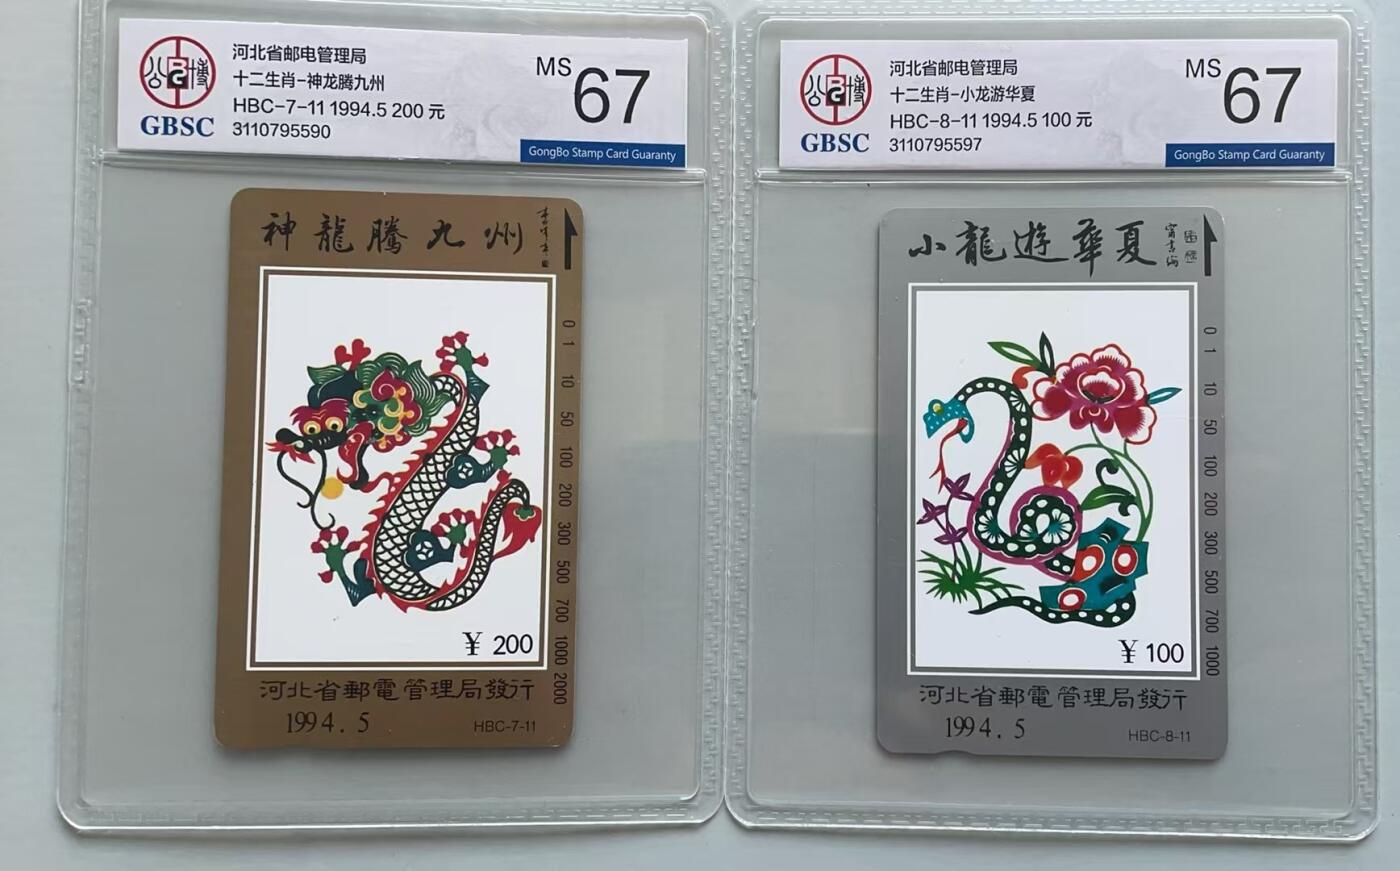 河北省邮电管理局
十二生肖-神龙腾九州
HBC-7-11 1994.5 200 元
3110795590
GBSC
MS 67
GongBo Stamp Card Guaranty
神龍騰九州
0
1
10
50
100
200
300
500
700
1000
2000
¥ 200
河北省郵電管理局發行
1994.5
HBC-7-11
河北省邮电管理局
十二生肖-小龙游华夏
HBC-8-11 1994.5 100 元
3110795597
公博
GBSC
MS 67
GongBo Stamp Card Guaranty
小龍遊華夏
0
1
10
50
100
200
300
500
700
1000
¥ 100
河北省郵電管理局發行
1994.5
HBC-8-11